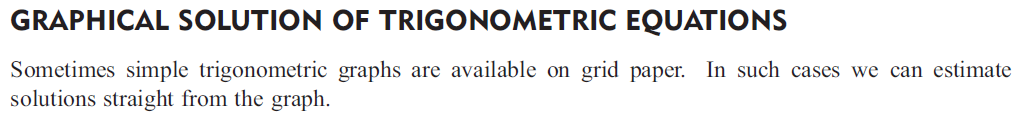 GRAPHICAL SOLUTION OF TRIGONOMETRIC EQUATIONS
Sometimes simple trigonometric graphs are available on grid paper. In such cases we can estimate
solutions straight from the graph.